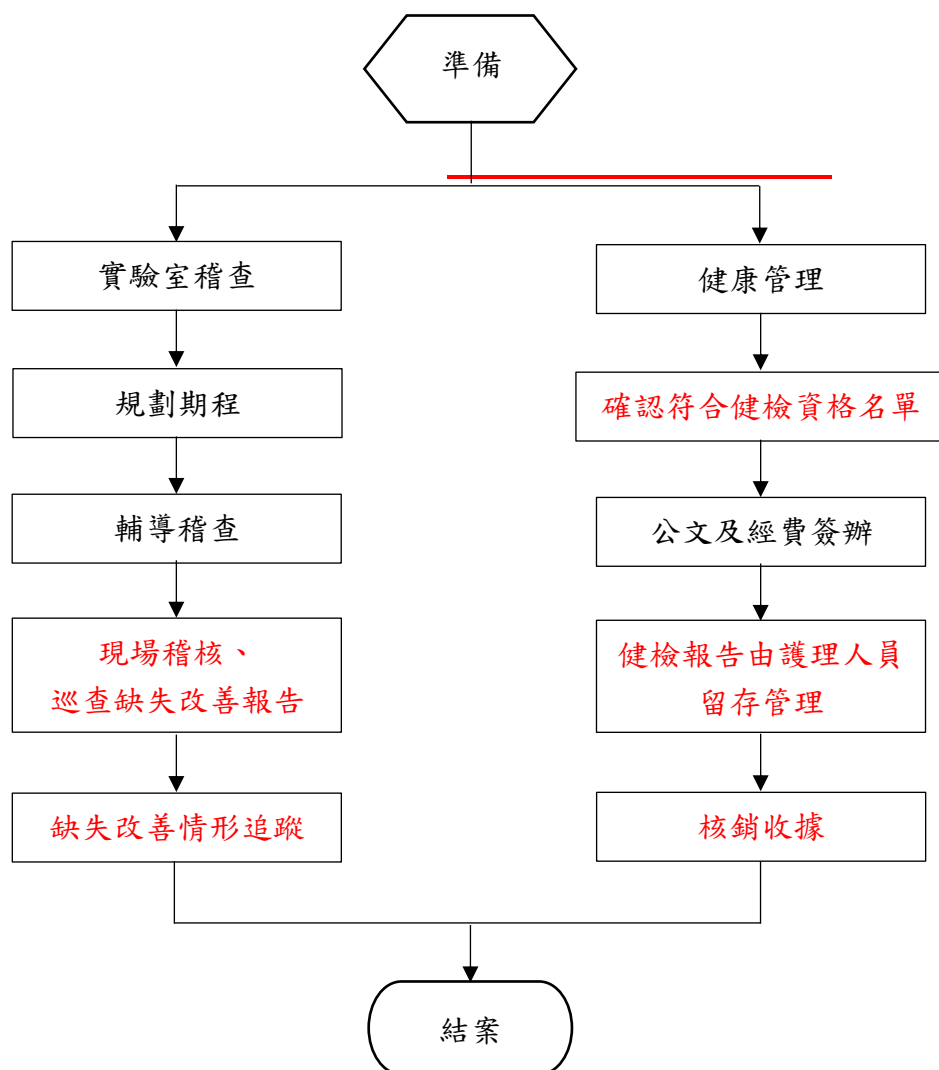 準備
實驗室稽查
規劃期程
輔導稽查
現場稽核、
巡查缺失改善報告
缺失改善情形追蹤
健康管理
確認符合健檢資格名單
公文及經費簽辦
健檢報告由護理人員
留存管理
核銷收據
結案